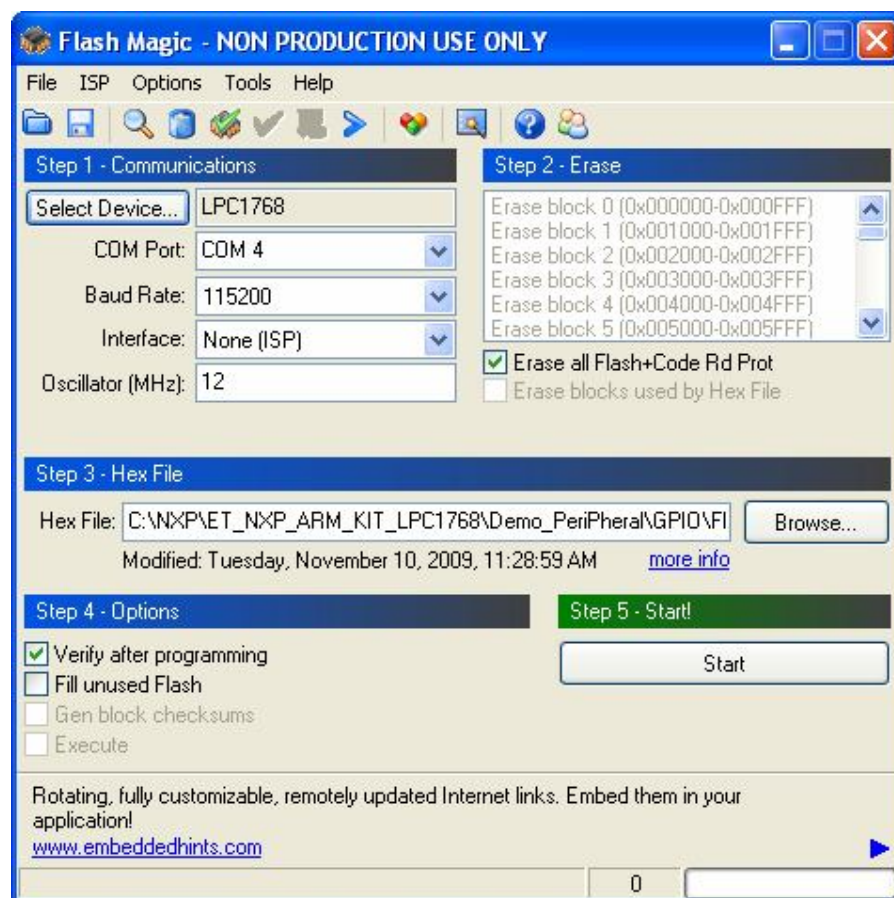 Flash Magic - NON PRODUCTION USE ONLY
File ISP Options Tools Help
Step 1 - Communications
Select Device... LPC1768
COM Port: COM 4
Baud Rate: 115200
Interface: None (ISP)
Oscillator (MHz): 12
Step 2 - Erase
Erase block 0 (0x000000-0x000FFF)
Erase block 1 (0x001000-0x001FFF)
Erase block 2 (0x002000-0x002FFF)
Erase block 3 (0x003000-0x003FFF)
Erase block 4 (0x004000-0x004FFF)
Erase block 5 (0x005000-0x005FFF)
Erase all Flash+Code Rd Prot
Erase blocks used by Hex File
Step 3 - Hex File
Hex File: C:\NXP\ET_NXP_ARM_KIT_LPC1768\Demo_PeriPheral\GPIO\FI Browse...
Modified: Tuesday, November 10, 2009, 11:28:59 AM more info
Step 4 - Options
Verify after programming
Fill unused Flash
Gen block checksums
Execute
Step 5 - Start!
Start
Rotating, fully customizable, remotely updated Internet links. Embed them in your
application!
www.embeddedhints.com
0